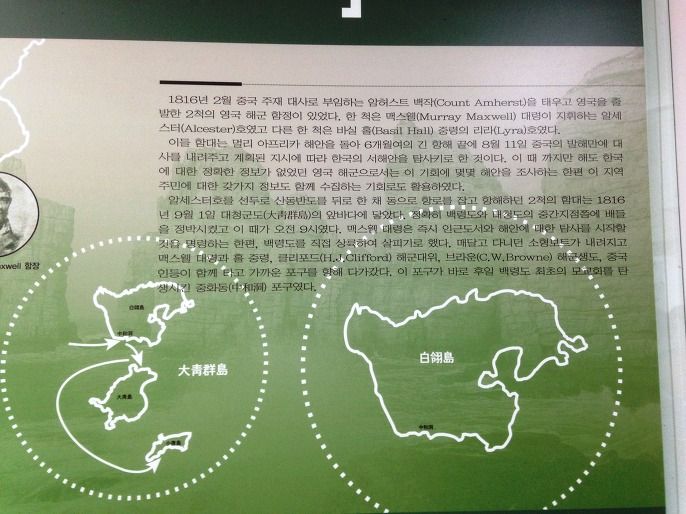 1816년 2월 중국 주재 대사로 부임하는 암허스트 백작(Count Amherst)을 태우고 영국을 출
발한 2척의 영국 해군 함정이 있었다. 한 척은 맥스웰(Murray Maxwell) 대령이 지휘하는 알세
스터(Alcester)호였고 다른 한 척은 바실 홀(Basil Hall) 중령의 리라(Lyra)호였다.
이들 함대는 멀리 아프리카 해안을 돌아 6개월여의 긴 항해 끝에 8월 11일 중국의 발해만에 대
사를 내려주고 계획된 지시에 따라 한국의 서해안을 탐사키로 한 것이다. 이 때 까지만 해도 한국
에 대한 정확한 정보가 없었던 영국 해군으로서는 이 기회에 몇몇 해안을 조사하는 한편 이 지역
주민에 대한 갖가지 정보도 함께 수집하는 기회로도 활용하였다.
알세스터호를 선두로 산동반도를 뒤로 한 채 동으로 항로를 잡고 항해하던 2척의 함대는 1816
년 9월 1일 대청군도(大靑群島)의 앞바다에 닿았다. 정확히 백령도와 대청도의 중간지점쯤에 배들
을 정박시켰고 이 때가 오전 9시였다. 맥스웰 대령은 즉시 인근도서와 해안에 대한 탐사를 시작할
것을 명령하는 한편, 백령도를 직접 상륙하여 살피기로 했다. 매달고 다니던 소형보트가 내려지고
맥스웰 대령과 홀 중령, 클리포드(H.J.Clifford) 해군대위, 브라운(C.W.Browne) 해군생도, 중국
인등이 함께 타고 가까운 포구를 향해 다가갔다. 이 포구가 바로 후일 백령도 최초의 모교회를 탄
생시킨 중화동(中和洞) 포구였다.
axwell 함장
白翎島
中和洞
大靑群島
大靑島
小靑島
白翎島
中和洞